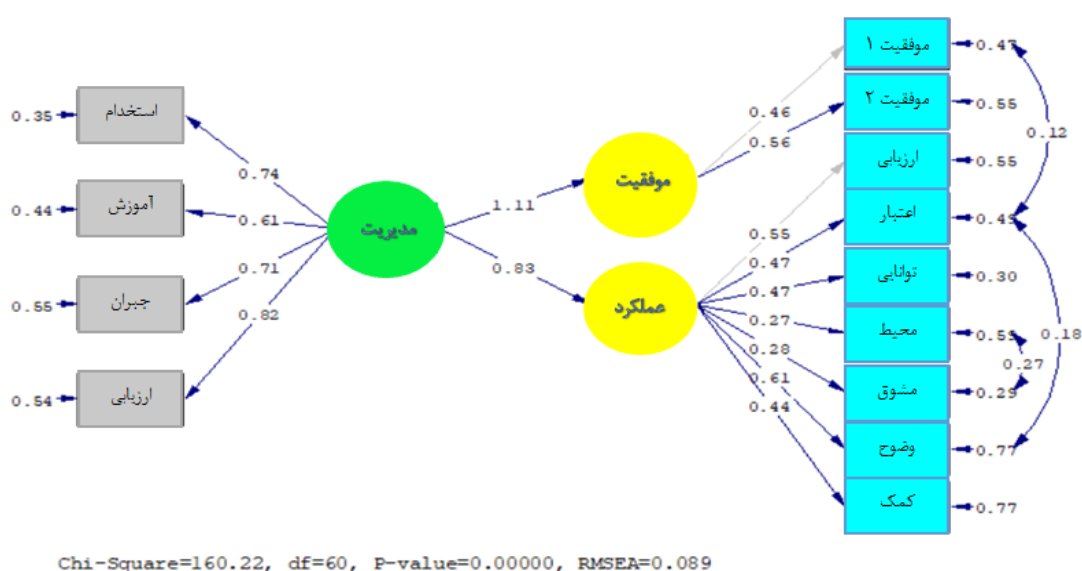 موفقیت ۱
0.47
استخدام
0.35
موفقیت ۲
0.55
0.46
0.12
0.56
ارزیابی
0.55
0.74
موفقیت
آموزش
0.44
0.61
مدیریت
1.11
اعتبار
0.49
0.55
0.47
0.71
0.83
توانایی
0.30
0.47
جبران
0.55
0.82
عملکرد
0.27
محیط
0.59
0.18
0.28
0.27
ارزیابی
0.54
0.61
مشوق
0.29
0.44
وضوح
0.77
کمک
0.77
Chi-Square=160.22, df=60, P-value=0.00000, RMSEA=0.089